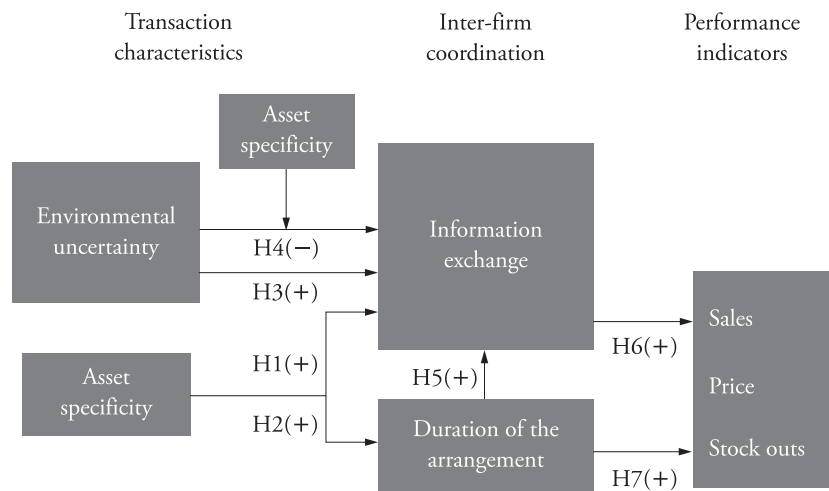 Transaction
characteristics
Inter-firm
coordination
Performance
indicators
Asset
specificity
Environmental
uncertainty
H4(−)
H3(+)
Information
exchange
Asset
specificity
H1(+)
H2(+)
H5(+)
Duration of the
arrangement
H6(+)
H7(+)
Sales
Price
Stock outs